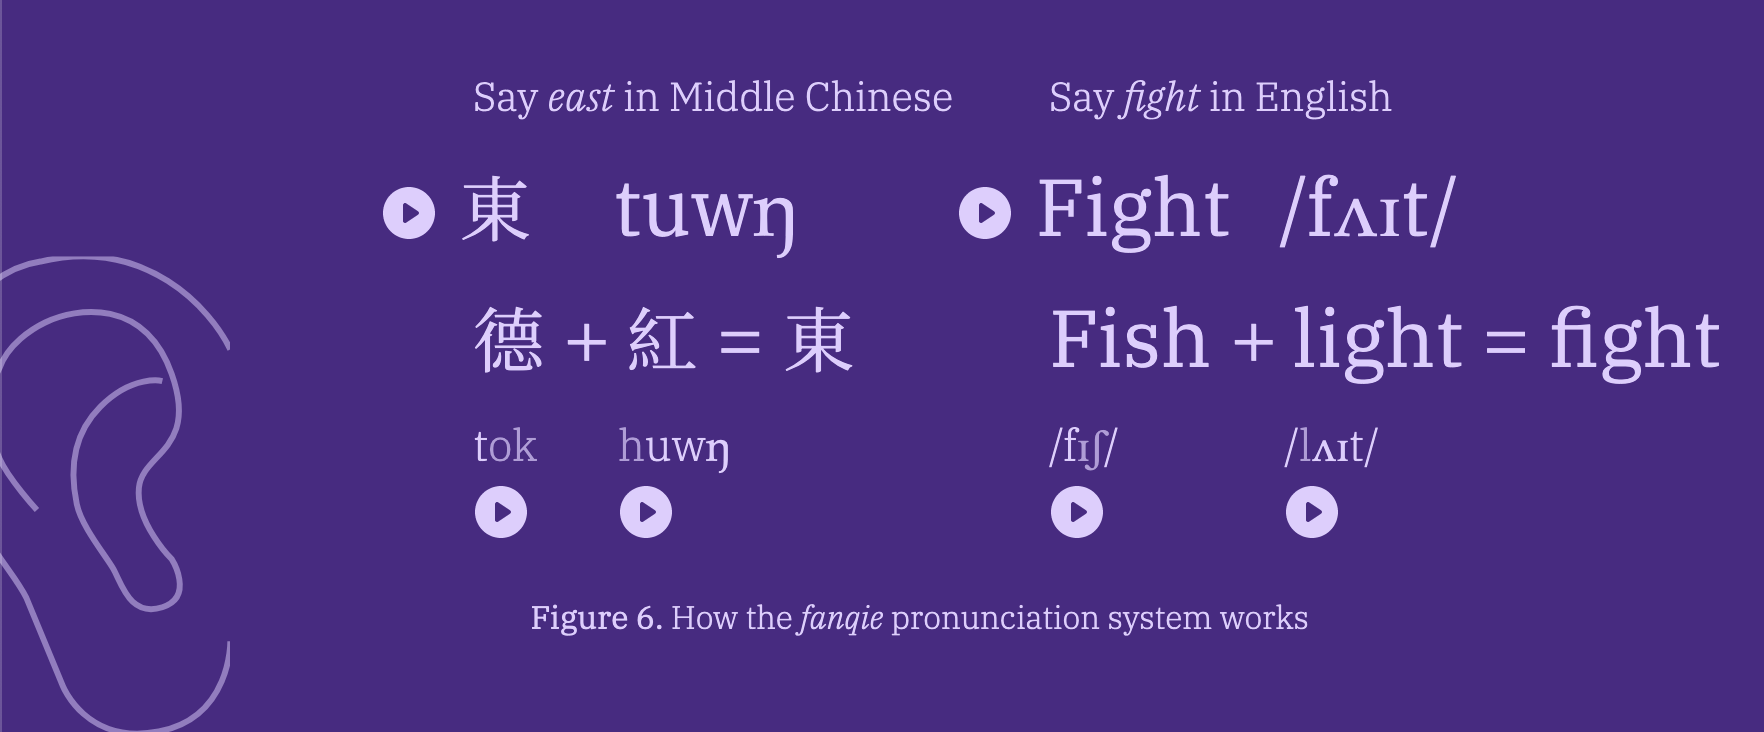 Say east in Middle Chinese
東 tuwŋ
德 + 紅 = 東
tok huwŋ
Say fight in English
Fight /fʌɪt/
Fish + light = fight
/fɪʃ/ /lʌɪt/
Figure 6. How the fanqie pronunciation system works